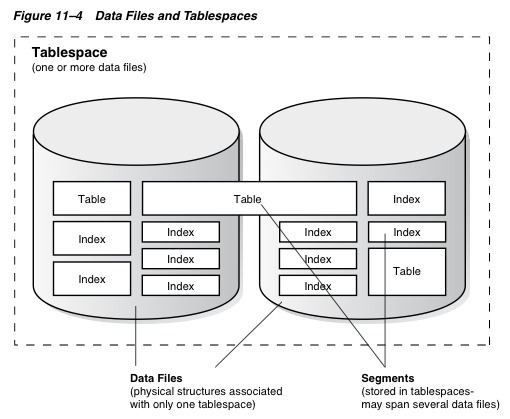 Figure 11–4 Data Files and Tablespaces
Tablespace
(one or more data files)
Table
Table
Index
Index
Index
Index
Index
Index
Index
Index
Index
Index
Index
Table
Data Files
(physical structures associated
with only one tablespace)
Segments
(stored in tablespaces-
may span several data files)